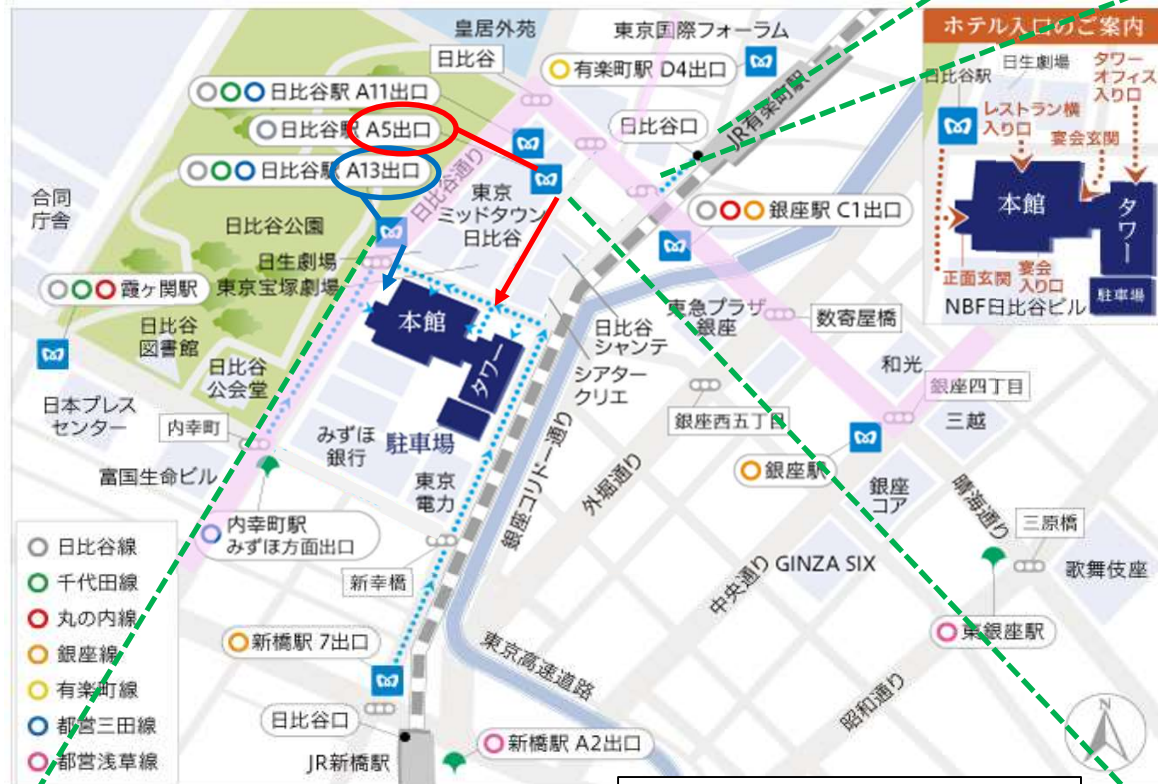 皇居外苑
東京国際フォーラム
日比谷
有楽町駅 D4出口
日比谷駅 A11出口
日比谷駅 A5出口
日比谷駅 A13出口
日比谷口
JR有楽町駅
日比谷通り
合同
庁舎
日比谷公園
東京
ミッドタウン
日比谷
銀座駅 C1出口
日生劇場
東京宝塚劇場
霞ケ関駅
本館
タワー
日比谷
図書館
日比谷
公会堂
日比谷
シャンテ
シアター
クリエ
東急プラザ
銀座
数寄屋橋
和光
銀座四丁目
三越
銀座西五丁目
日本プレス
センター
内幸町
みずほ
銀行
駐車場
富国生命ビル
東京
電力
銀座コリドー通り
外堀通り
銀座駅
銀座
コア
晴海通り
三原橋
内幸町駅
みずほ方面出口
新幸橋
中央通り
GINZA SIX
歌舞伎座
東銀座駅
新橋駅 7出口
東京高速道路
昭和通り
日比谷口
JR新橋駅
新橋駅 A2出口
N
日比谷線
千代田線
丸の内線
銀座線
有楽町線
都営三田線
都営浅草線
ホテル入口のご案内
日比谷駅
日生劇場
タワー
オフィス
入り口
レストラン横
入り口
宴会玄関
本館
タワー
正面玄関
宴会
入り口
駐車場
NBF日比谷ビル